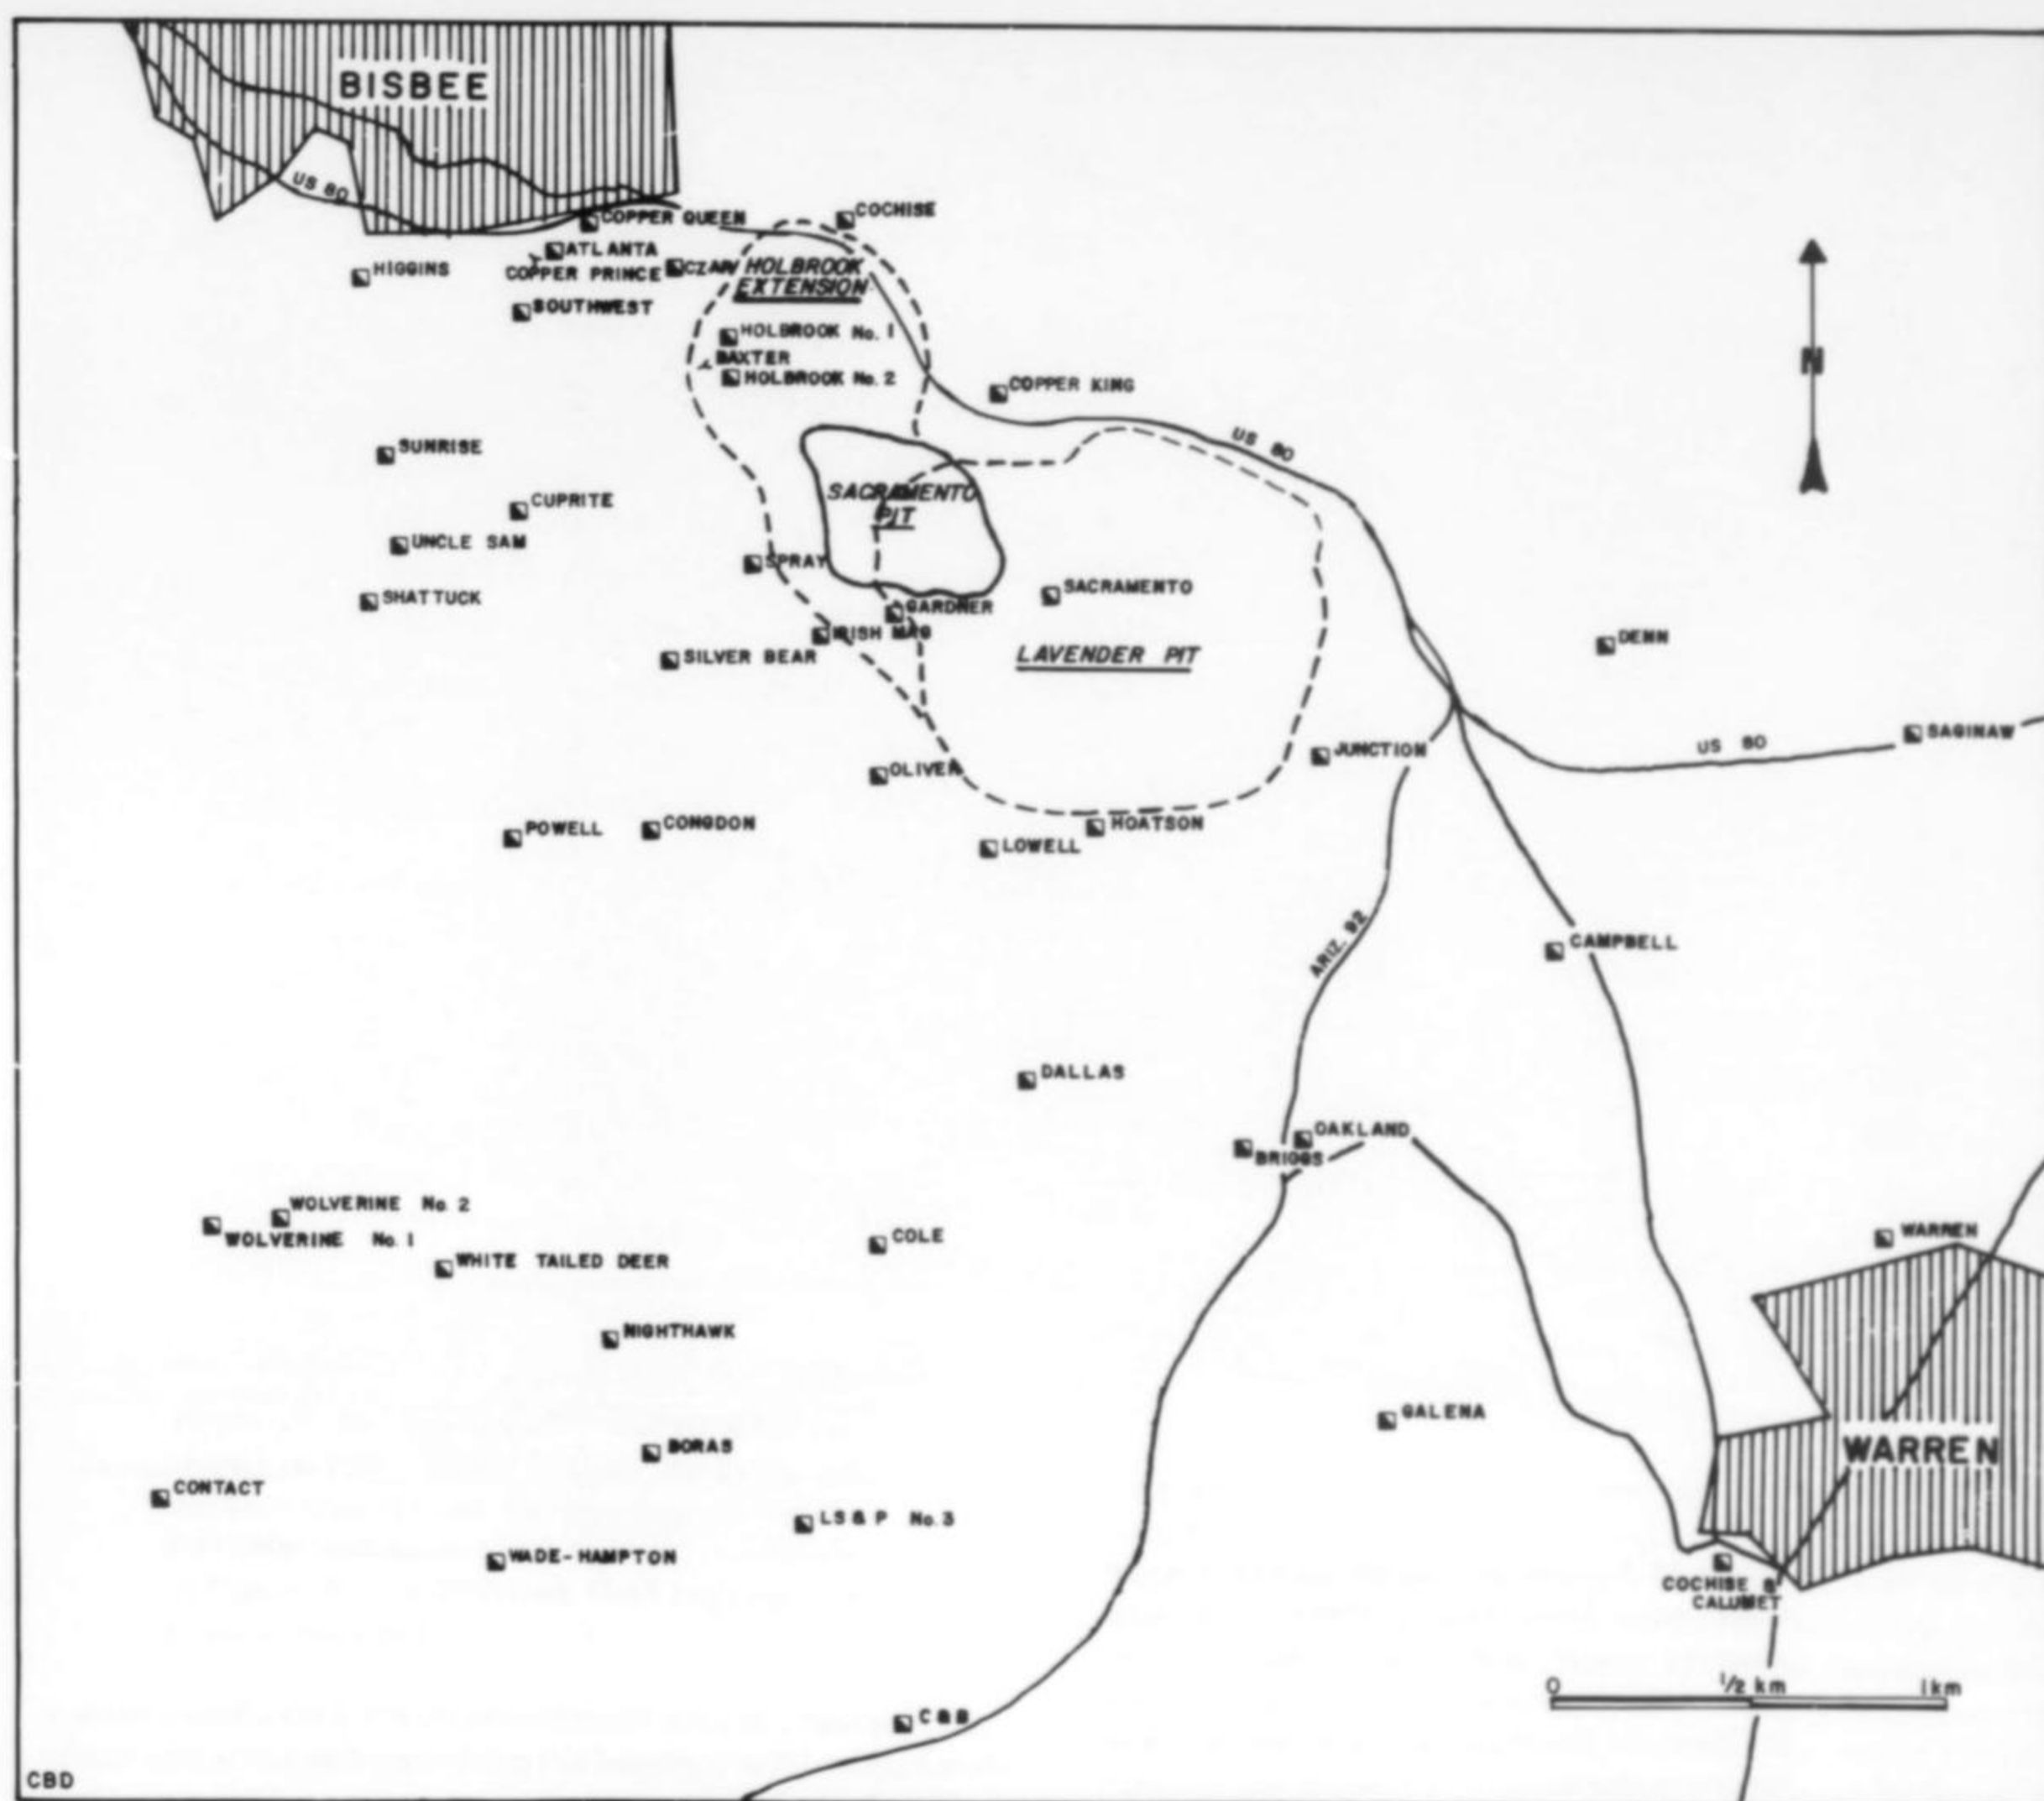 BISBEE
US 80
COPPER QUEEN
COCHISE
ATLANTA
HIGGINS
COPPER PRINCE
CZAR
HOLBROOK
EXTENSION
SOUTHWEST
HOLBROOK No. 1
BAXTER
HOLBROOK No. 2
COPPER KING
N
SUNRISE
US 80
CUPRITE
SACRAMENTO
PIT
UNCLE SAM
SPRAY
SHATTUCK
SACRAMENTO
GARDNER
IRISH MAG
DENN
SILVER BEAR
LAVENDER PIT
SAGINAW
US 80
JUNCTION
OLIVER
POWELL
CONGDON
HOATSON
LOWELL
ARIZ. 92
CAMPBELL
DALLAS
OAKLAND
BRIGGS
WOLVERINE No. 2
WOLVERINE No. 1
COLE
WARREN
WHITE TAILED DEER
NIGHTHAWK
GALENA
BORAS
WARREN
CONTACT
LS & P No. 3
WADE-HAMPTON
COCHISE &
CALUMET
0 1/2 km 1km
C & B
CBD